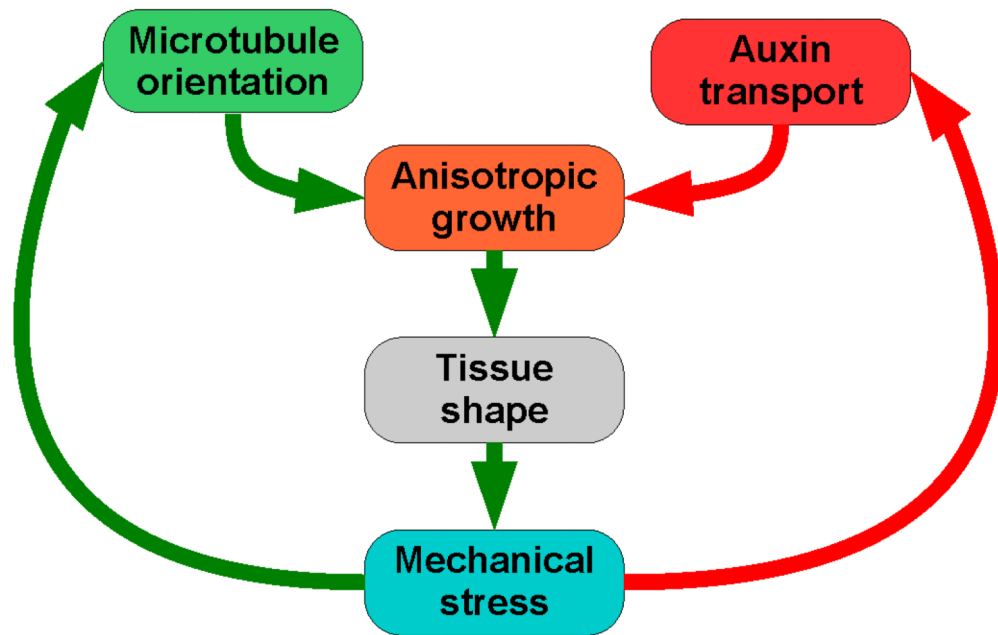 Microtubule
orientation
Auxin
transport
Anisotropic
growth
Tissue
shape
Mechanical
stress